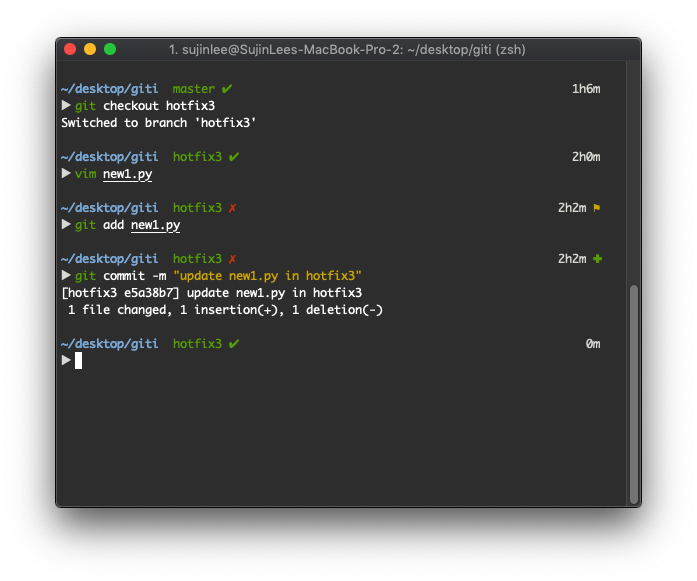 1. sujinlee@SujinLees-MacBook-Pro-2: ~/desktop/giti (zsh)
~/desktop/giti master ✔ 1h6m
▶ git checkout hotfix3
Switched to branch 'hotfix3'
~/desktop/giti hotfix3 ✔ 2h0m
▶ vim new1.py
~/desktop/giti hotfix3 ✗ 2h2m ⚑
▶ git add new1.py
~/desktop/giti hotfix3 ✗ 2h2m ✚
▶ git commit -m "update new1.py in hotfix3"
[hotfix3 e5a38b7] update new1.py in hotfix3
1 file changed, 1 insertion(+), 1 deletion(-)
~/desktop/giti hotfix3 ✔ 0m
▶